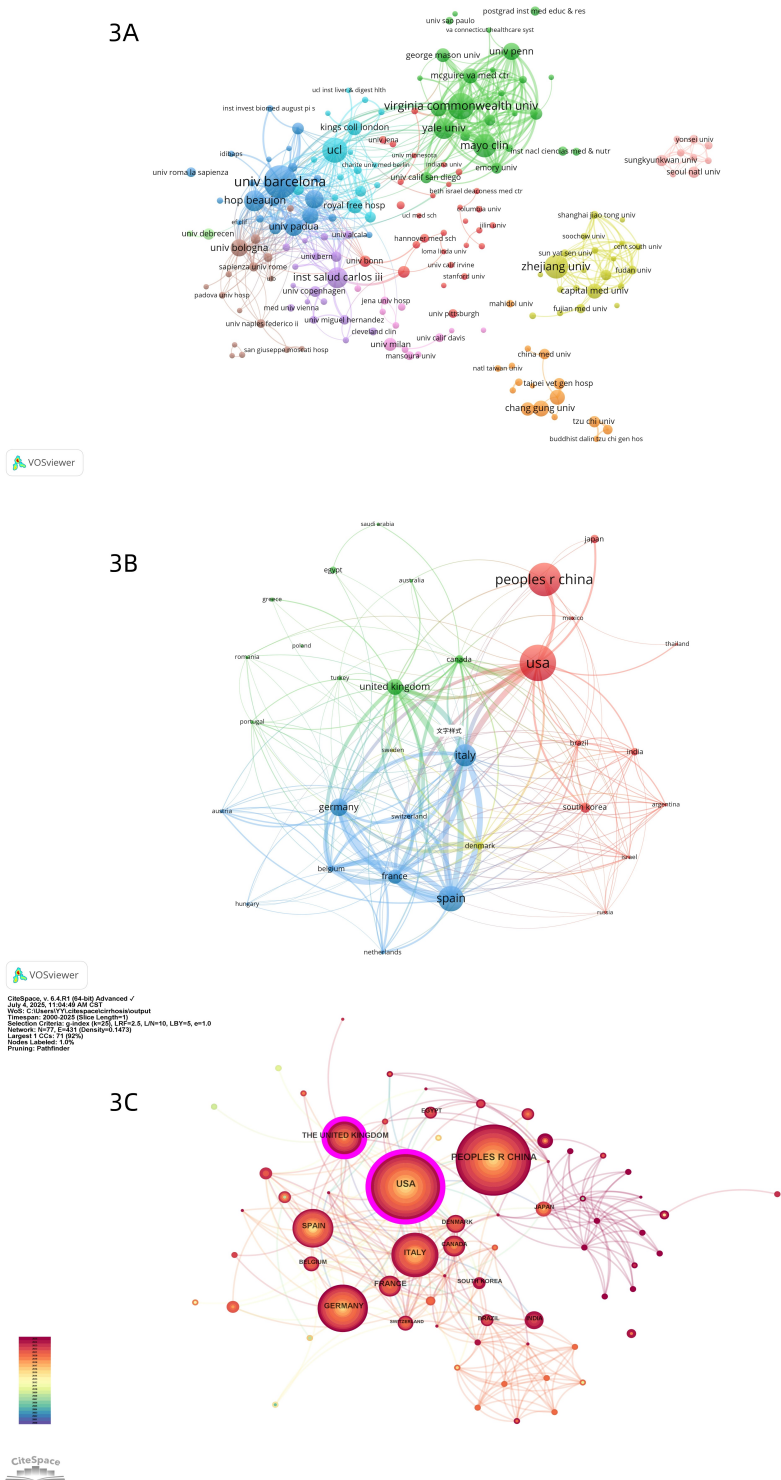 3A
univ sao paulo
postgrad inst med educ & res
va connecticut healthcare syst
george mason univ
univ penn
mcguire va med ctr
ucl inst liver & digest hlth
inst invest biomed august pi s
virginia commonwealth univ
kings coll london
yale univ
yonsei univ
univ jena
ucl
mayo clin
idibaps
univ minnesota
inst nacl ciencias med & nutr
sungkyunkwan univ
charite univ med berlin
indiana univ
emory univ
seoul natl univ
univ roma la sapienza
univ calif san diego
univ barcelona
beth israel deaconess med ctr
hop beaujon
royal free hosp
columbia univ
ucl med sch
shanghai jiao tong univ
univ padua
jilin univ
univ debrecen
univ alcala
hannover med sch
soochow univ
univ bologna
loma linda univ
sun yat sen univ
cent south univ
univ bern
univ bonn
sapienza univ rome
univ calif irvine
zhejiang univ
fudan univ
inst salud carlos iii
stanford univ
ulb
padova univ hosp
univ copenhagen
capital med univ
jena univ hosp
mahidol univ
med univ vienna
fujian med univ
univ pittsburgh
univ miguel hernandez
univ naples federico ii
cleveland clin
univ calif davis
univ milan
san giuseppe moscati hosp
mansoura univ
china med univ
natl taiwan univ
taipei vet gen hosp
chang gung univ
tzu chi univ
buddhist dalin tzu chi gen hos
VOSviewer
3B
saudi arabia
japan
egypt
peoples r china
australia
greece
mexico
poland
thailand
romania
canada
usa
turkey
united kingdom
portugal
文字样式
brazil
sweden
italy
india
germany
south korea
argentina
austria
switzerland
denmark
israel
belgium
france
hungary
spain
russia
netherlands
VOSviewer
CiteSpace, v. 6.4.R1 (64-bit) Advanced ✓
July 4, 2025, 11:04:49 AM CST
WoS: C:\Users\YYi.citespace\cirrhosis\output
Timespan: 2000-2025 (Slice Length=1)
Selection Criteria: g-index (k=25), LRF=2.5, L/N=10, LBY=5, e=1.0
Network: N=77, E=431 (Density=0.1473)
Largest 1 CCs: 71 (92%)
Nodes Labeled: 1.0%
Pruning: Pathfinder
3C
EGYPT
THE UNITED KINGDOM
PEOPLES R CHINA
USA
JAPAN
SPAIN
DENMARK
CANADA
ITALY
BELGIUM
FRANCE
SOUTH KOREA
GERMANY
SWITZERLAND
BRAZIL
INDIA
CiteSpace